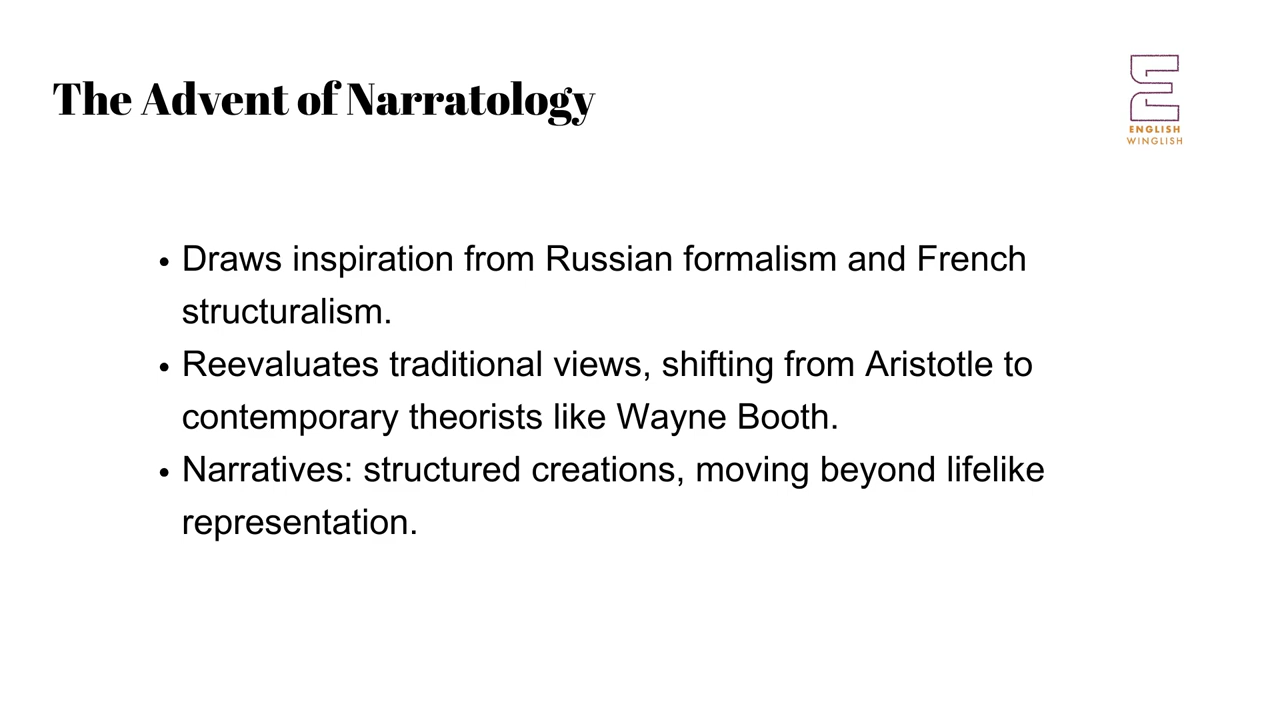 The Advent of Narratology
ENGLISH
WINGLISH
• Draws inspiration from Russian formalism and French
structuralism.
• Reevaluates traditional views, shifting from Aristotle to
contemporary theorists like Wayne Booth.
• Narratives: structured creations, moving beyond lifelike
representation.